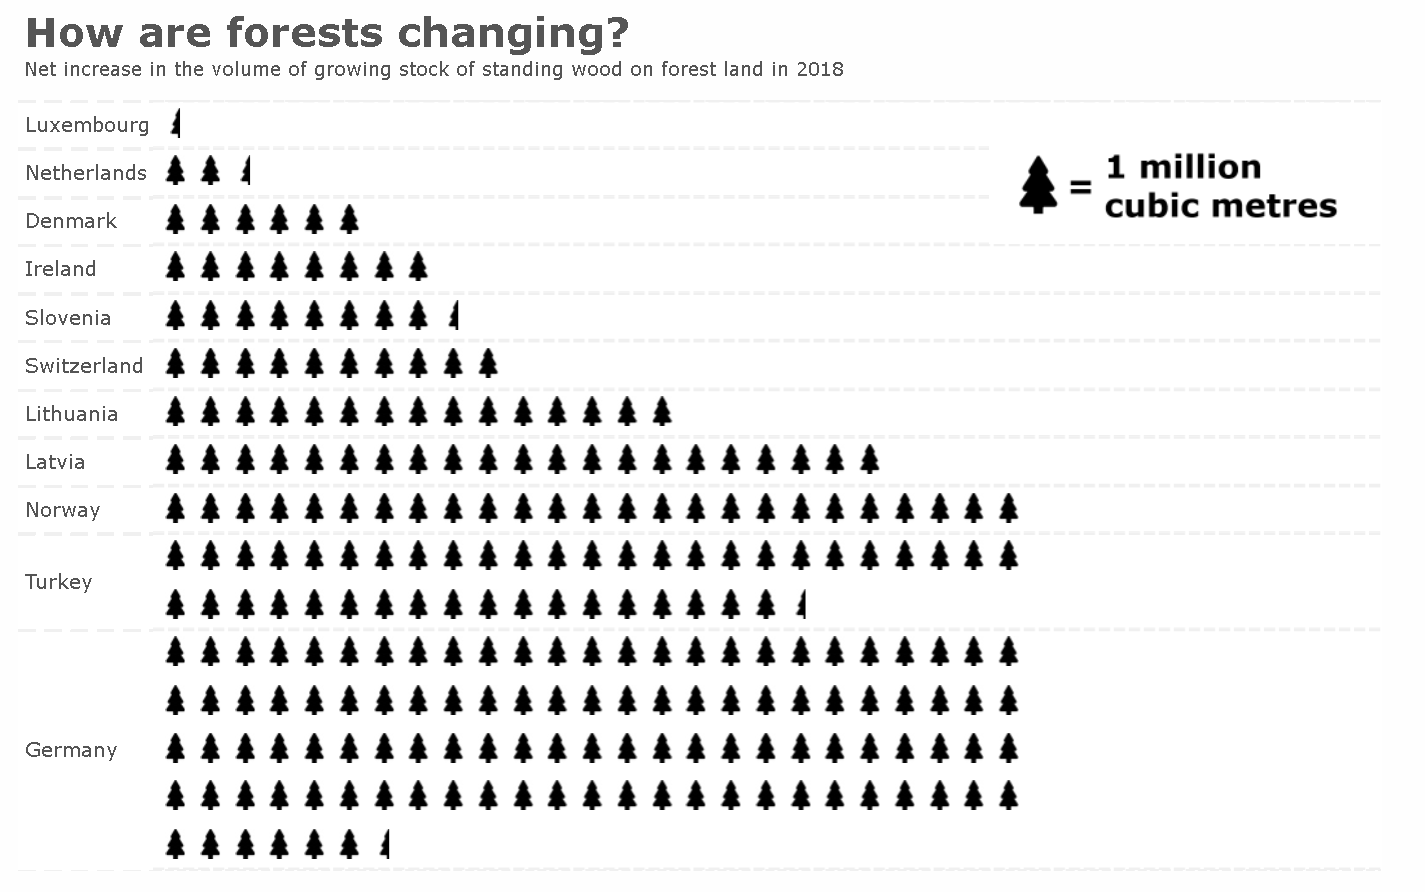 How are forests changing?
Net increase in the volume of growing stock of standing wood on forest land in 2018
Luxembourg
Netherlands
= 1 million
cubic metres
Denmark
Ireland
Slovenia
Switzerland
Lithuania
Latvia
Norway
Turkey
Germany